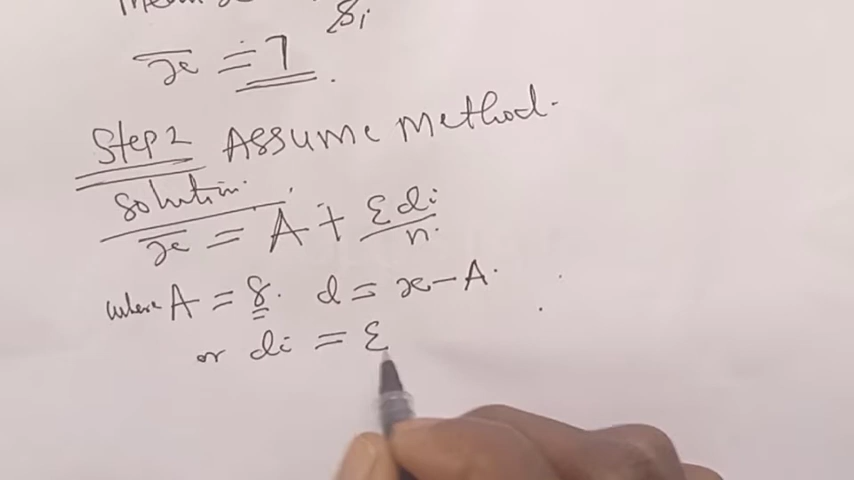 x̄ = 7
Step 2 Assume Method.
Solution.
x̄ = A + Σdi/n.
where A = 8. d = x - A.
or di = Σ